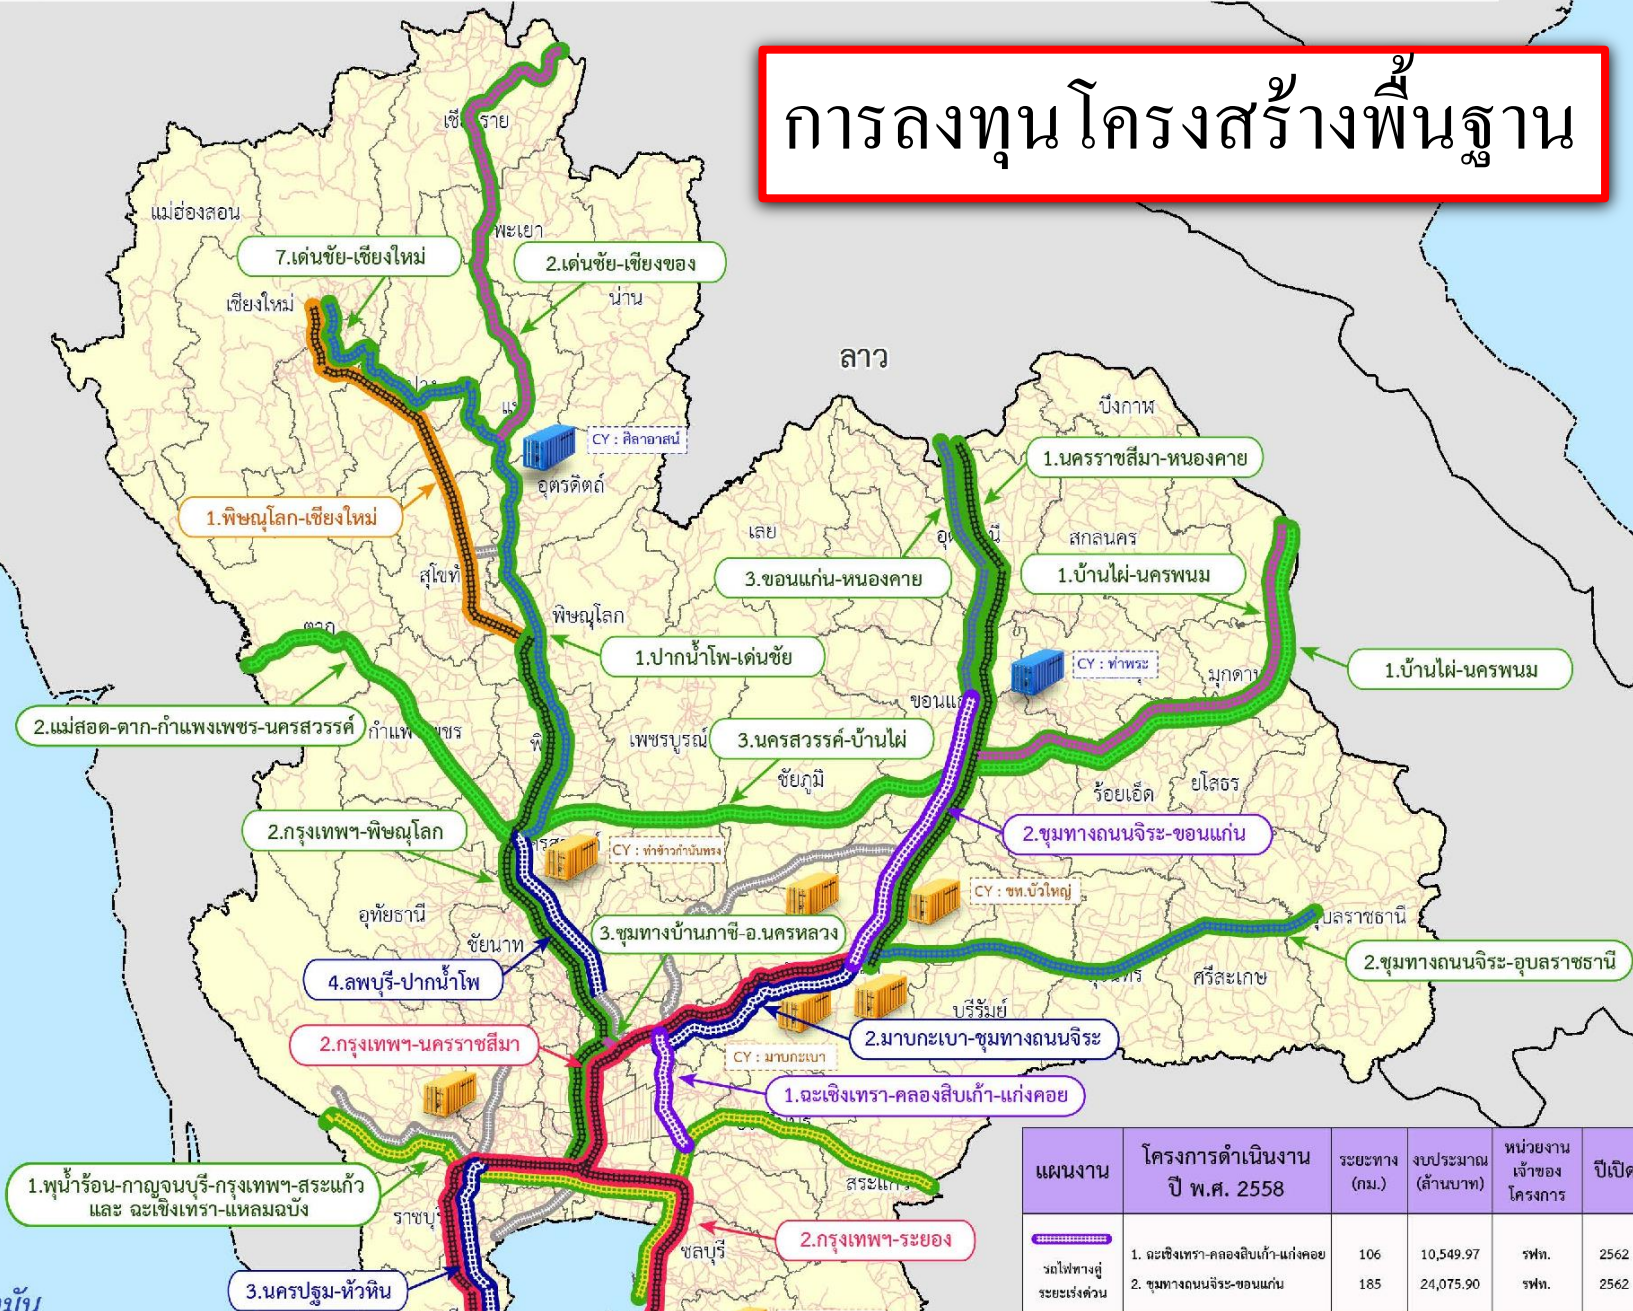 การลงทุนโครงสร้างพื้นฐาน
แม่ฮ่องสอน
พะเยา
7.เด่นชัย-เชียงใหม่
2.เด่นชัย-เชียงของ
เชียงใหม่
น่าน
ลาว
บึงกาฬ
CY : ศิลาอาสน์
1.นครราชสีมา-หนองคาย
อุตรดิตถ์
1.พิษณุโลก-เชียงใหม่
เลย
สกลนคร
3.ขอนแก่น-หนองคาย
1.บ้านไผ่-นครพนม
พิษณุโลก
ตาก
1.ปากน้ำโพ-เด่นชัย
CY : ท่าพระ
1.บ้านไผ่-นครพนม
2.แม่สอด-ตาก-กำแพงเพชร-นครสวรรค์
เพชรบูรณ์
3.นครสวรรค์-บ้านไผ่
ชัยภูมิ
ร้อยเอ็ด
ยโสธร
2.กรุงเทพฯ-พิษณุโลก
2.ชุมทางถนนจิระ-ขอนแก่น
CY : ท่าข้าวกำนันทรง
CY : ชท.บัวใหญ่
อุทัยธานี
ชัยนาท
3.ชุมทางบ้านภาชี-อ.นครหลวง
4.ลพบุรี-ปากน้ำโพ
2.ชุมทางถนนจิระ-อุบลราชธานี
ศรีสะเกษ
บุรีรัมย์
2.กรุงเทพฯ-นครราชสีมา
2.มาบกะเบา-ชุมทางถนนจิระ
CY : มาบกะเบา
1.ฉะเชิงเทรา-คลองสิบเก้า-แก่งคอย
1.พุน้ำร้อน-กาญจนบุรี-กรุงเทพฯ-สระแก้ว
และ ฉะเชิงเทรา-แหลมฉบัง
สระแก้ว
ชลบุรี
2.กรุงเทพฯ-ระยอง
3.นครปฐม-หัวหิน
แผนงาน
โครงการดำเนินงาน
ปี พ.ศ. 2558
ระยะทาง
(กม.)
งบประมาณ
(ล้านบาท)
หน่วยงาน
เจ้าของ
โครงการ
ปีเปิด
รถไฟทางคู่
ระยะเร่งด่วน
1. ฉะเชิงเทรา-คลองสิบเก้า-แก่งคอย 106 10,549.97 รฟท. 2562
2. ชุมทางถนนจิระ-ขอนแก่น 185 24,075.90 รฟท. 2562